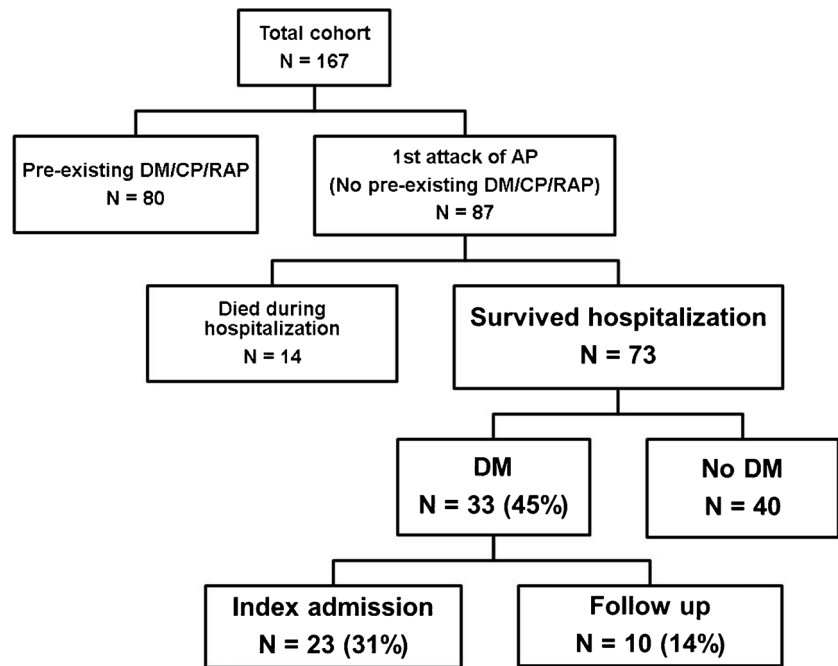 Total cohort
N = 167
Pre-existing DM/CP/RAP
N = 80
1st attack of AP
(No pre-existing DM/CP/RAP)
N = 87
Died during
hospitalization
N = 14
Survived hospitalization
N = 73
DM
N = 33 (45%)
No DM
N = 40
Index admission
N = 23 (31%)
Follow up
N = 10 (14%)